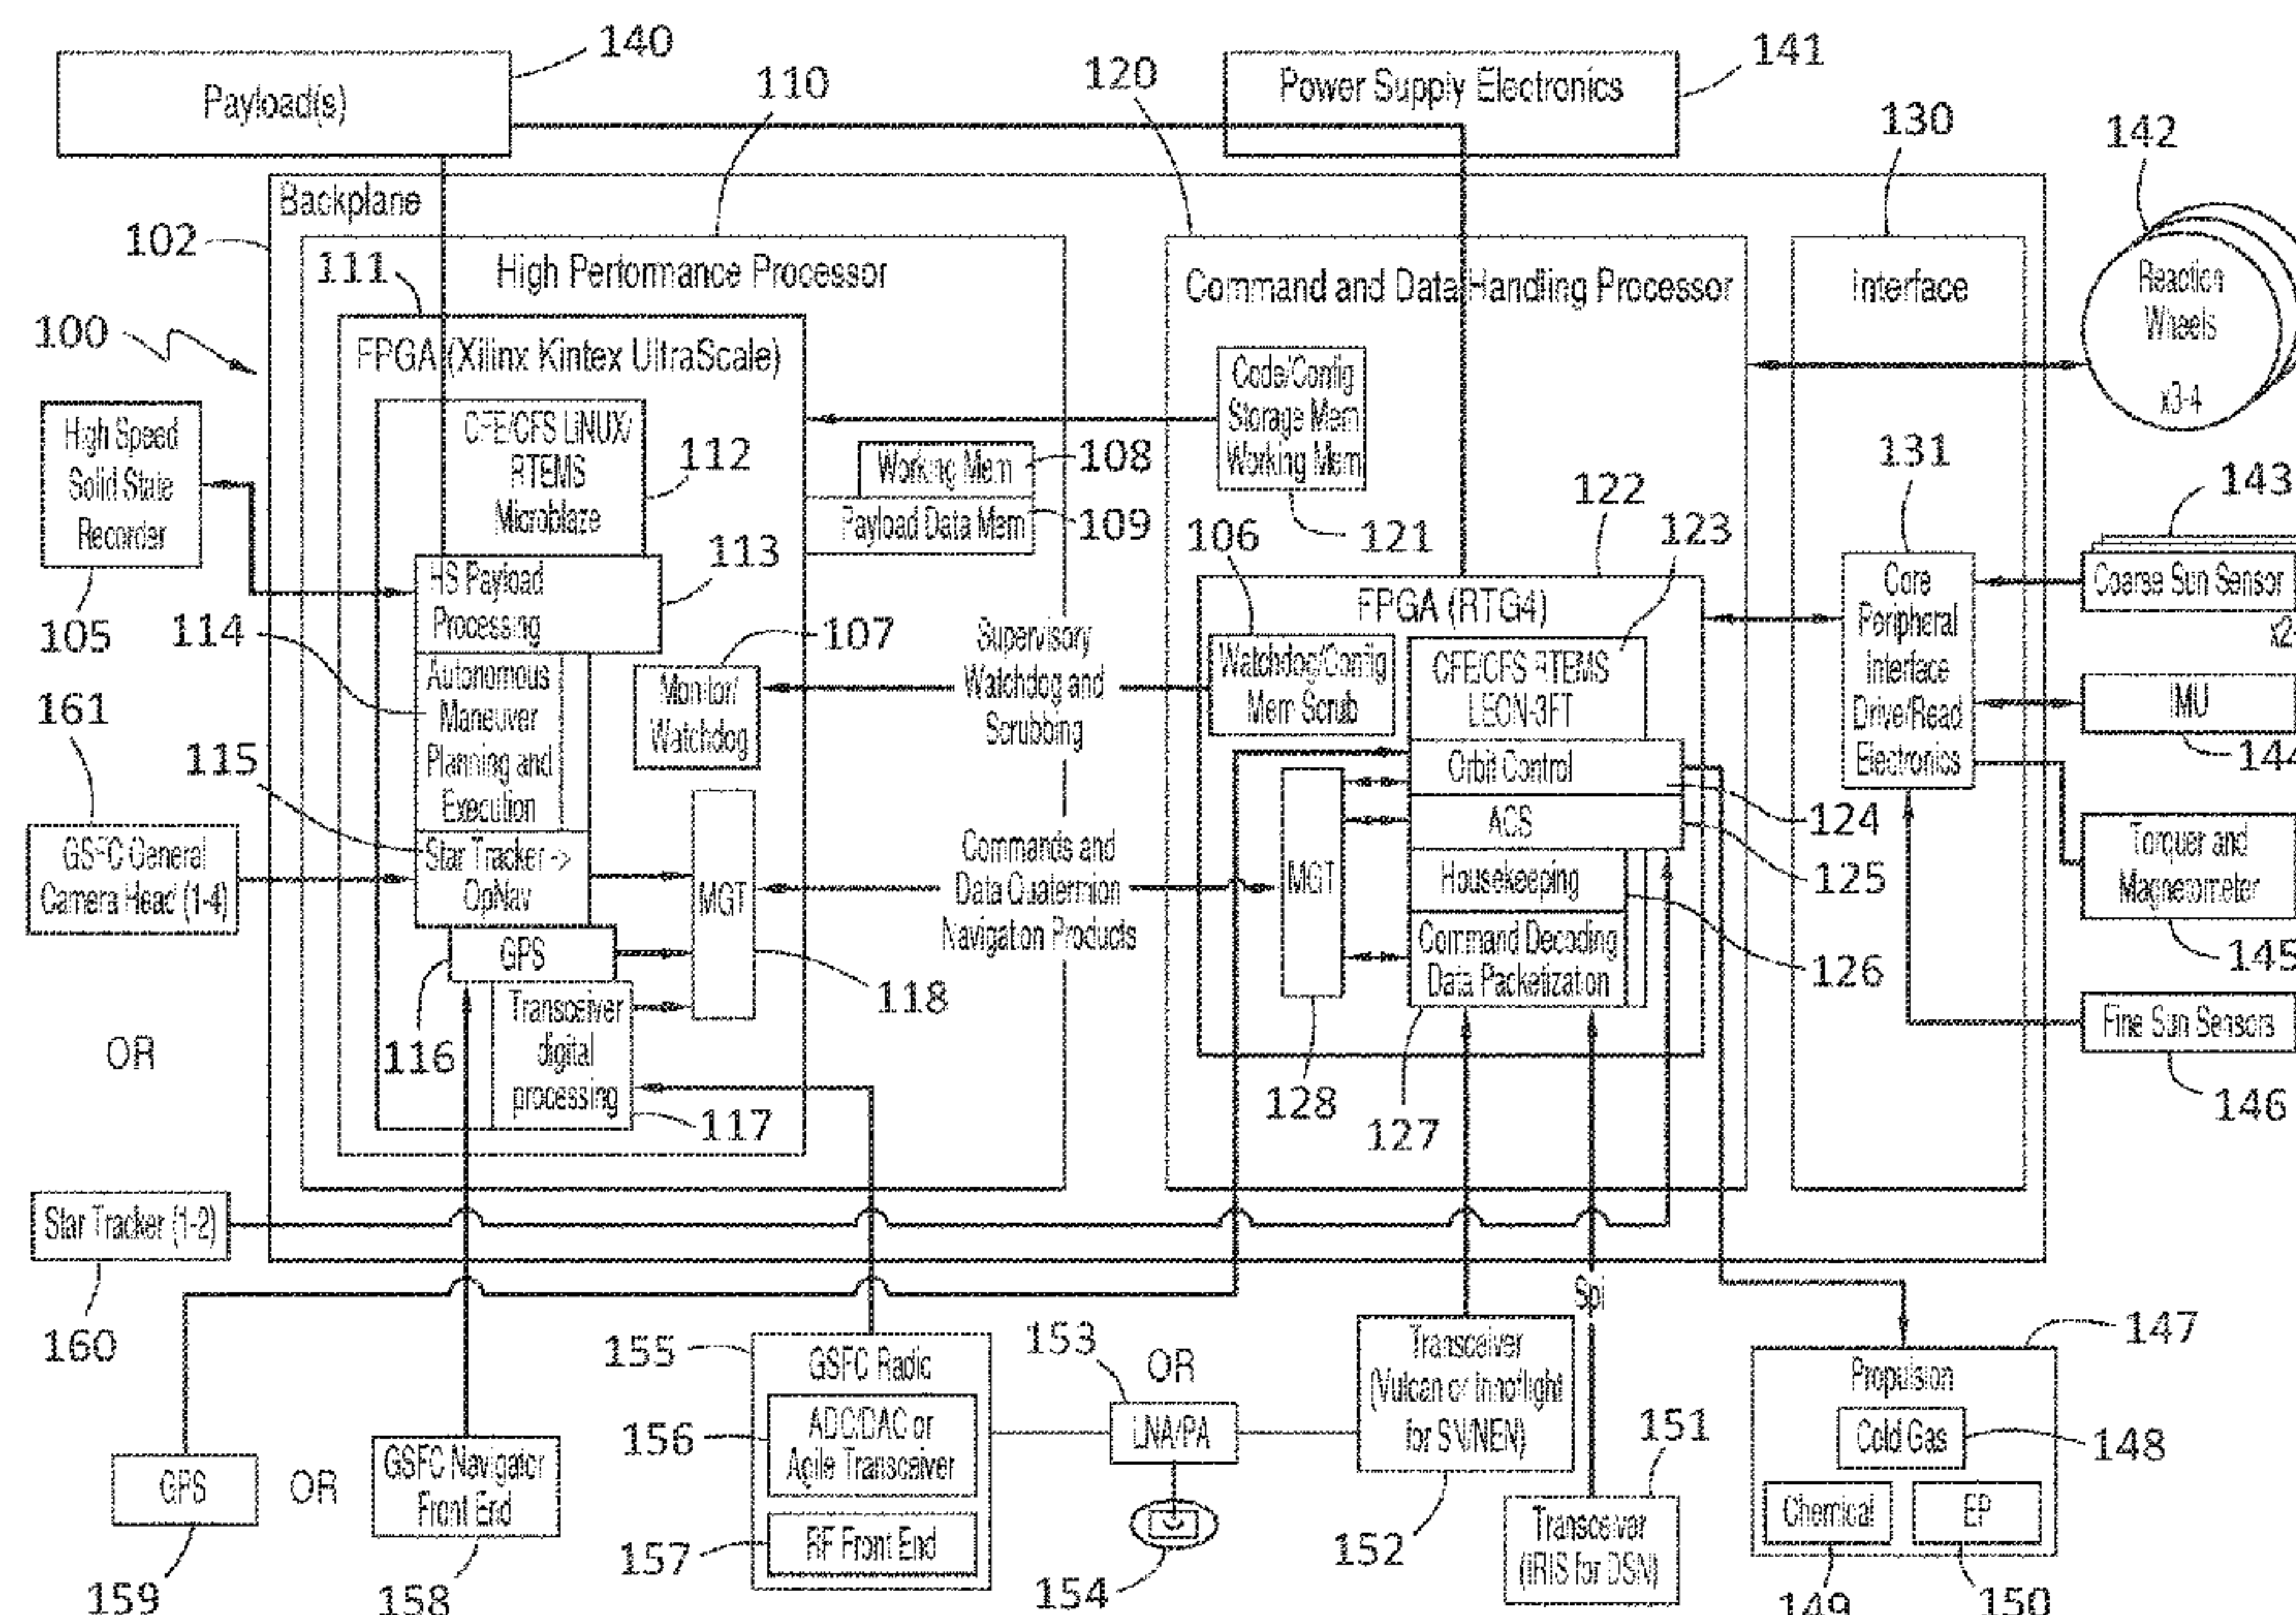 140
Payload(s)
110
120
Power Supply Electronics
141
130
142
Backplane
102
111
High Performance Processor
Command and Data Handling Processor
Interface
Reaction
Wheels
x3-4
100
FPGA (Xilinx Kintex UltraScale)
High Speed
Solid State
Recorder
105
CFE/CFS LINUX/
RTEMS
Microblaze
112
Working Mem
108
Payload Data Mem
109
Code/Config
Storage Mem
Working Mem
121
122
123
131
143
HS Payload
Processing
113
114
107
Monitor/
Watchdog
Supervisory
Watchdog and
Scrubbing
106
FPGA (RTG4)
Watchdog/Config
Mem Scrub
CFE/CFS RTEMS
LEON-3FT
Core
Peripheral
Interface
Drive/Read
Electronics
Coarse Sun Sensor
x2-
IMU
144
161
Autonomous
Maneuver
Planning and
Execution
115
GSFC General
Camera Head (1-4)
Star Tracker ->
OpNav
MGT
118
Commands and
Data Quaternion
Navigation Products
MGT
128
Orbit Control
124
ACS
125
Housekeeping
126
Command Decoding
Data Packetization
127
Torquer and
Magnetometer
145
Fine Sun Sensors
146
OR
GPS
116
Transceiver
digital
processing
117
Star Tracker (1-2)
160
Spi
155
GSFC Radio
156
ADC/DAC or
Agile Transceiver
157
RF Front End
153
OR
LNA/PA
154
Transceiver
(Vulcan or Innoflight
for SN/NEN)
152
151
Transceiver
(IRIS for DSN)
147
Propulsion
Cold Gas
148
Chemical
EP
149
150
GPS
159
OR
GSFC Navigator
Front End
158